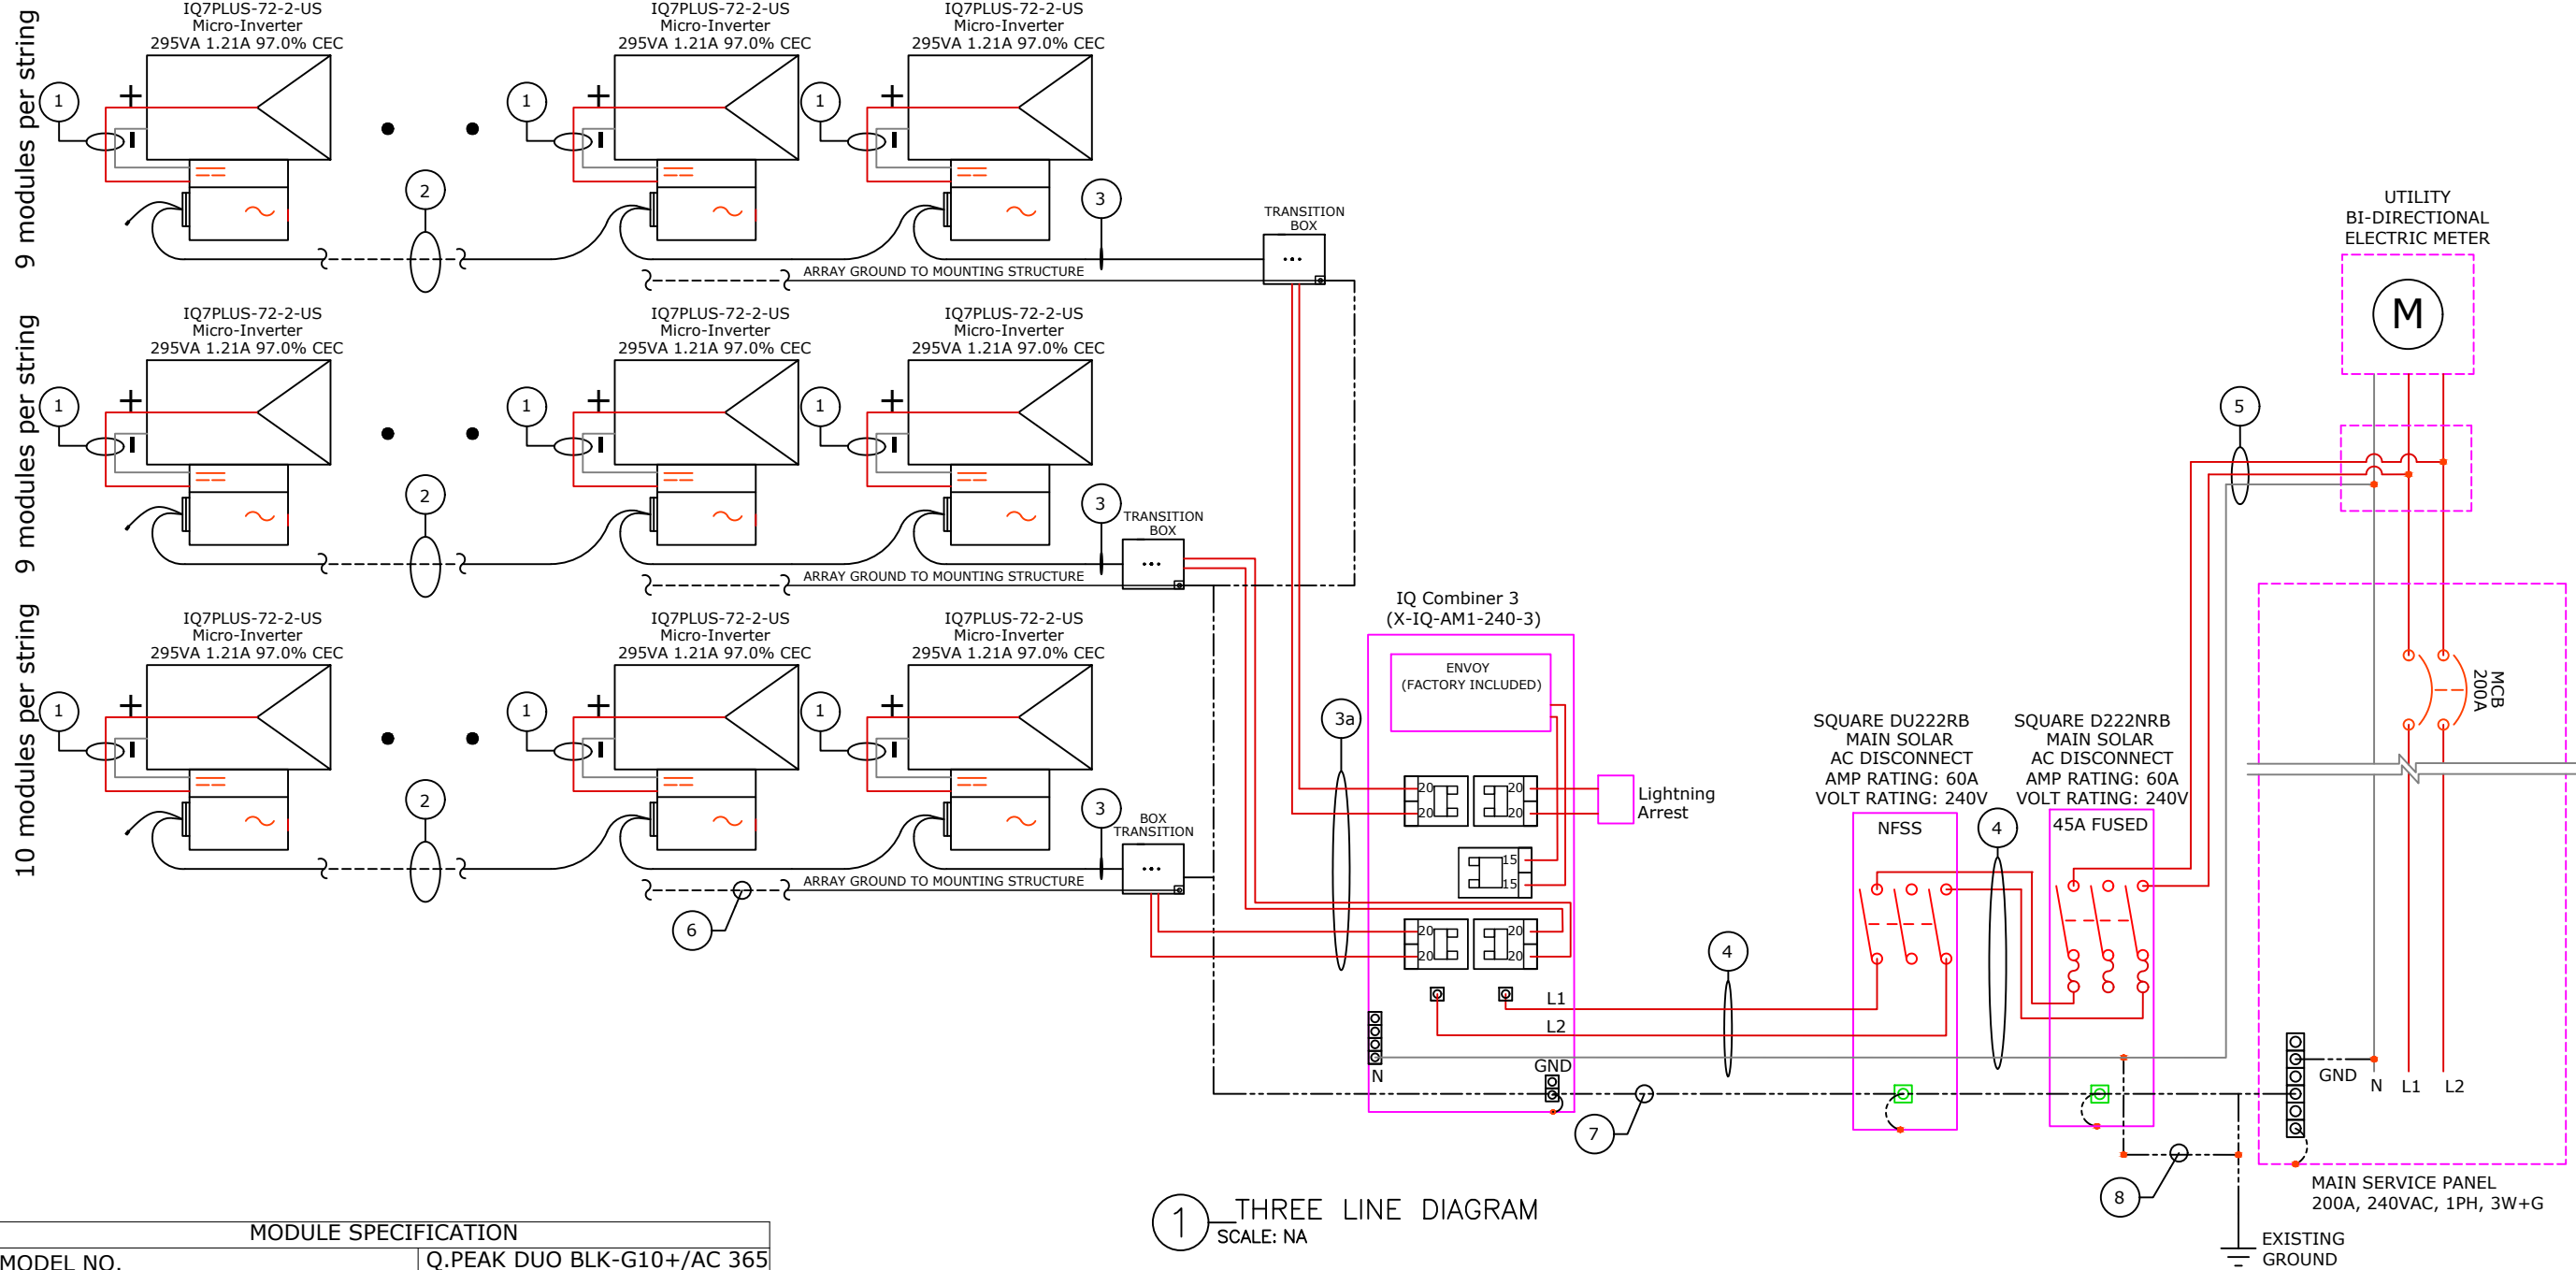 9 modules per string
IQ7PLUS-72-2-US
Micro-Inverter
295VA 1.21A 97.0% CEC
IQ7PLUS-72-2-US
Micro-Inverter
295VA 1.21A 97.0% CEC
IQ7PLUS-72-2-US
Micro-Inverter
295VA 1.21A 97.0% CEC
1
+
1
+
1
+
2
3
TRANSITION
BOX
ARRAY GROUND TO MOUNTING STRUCTURE
9 modules per string
IQ7PLUS-72-2-US
Micro-Inverter
295VA 1.21A 97.0% CEC
IQ7PLUS-72-2-US
Micro-Inverter
295VA 1.21A 97.0% CEC
IQ7PLUS-72-2-US
Micro-Inverter
295VA 1.21A 97.0% CEC
1
+
1
+
1
+
2
3
TRANSITION
BOX
ARRAY GROUND TO MOUNTING STRUCTURE
10 modules per string
IQ7PLUS-72-2-US
Micro-Inverter
295VA 1.21A 97.0% CEC
IQ7PLUS-72-2-US
Micro-Inverter
295VA 1.21A 97.0% CEC
IQ7PLUS-72-2-US
Micro-Inverter
295VA 1.21A 97.0% CEC
1
+
1
+
1
+
2
3
BOX
TRANSITION
ARRAY GROUND TO MOUNTING STRUCTURE
6
IQ Combiner 3
(X-IQ-AM1-240-3)
ENVOY
(FACTORY INCLUDED)
3a
20
20
20
20
Lightning
Arrest
15
15
20
20
20
20
L1
L2
N
GND
4
7
SQUARE DU222RB
MAIN SOLAR
AC DISCONNECT
AMP RATING: 60A
VOLT RATING: 240V
NFSS
4
SQUARE D222NRB
MAIN SOLAR
AC DISCONNECT
AMP RATING: 60A
VOLT RATING: 240V
45A FUSED
UTILITY
BI-DIRECTIONAL
ELECTRIC METER
M
5
MCB
200A
GND
N
L1
L2
8
MAIN SERVICE PANEL
200A, 240VAC, 1PH, 3W+G
EXISTING
GROUND
1
THREE LINE DIAGRAM
SCALE: NA
MODULE SPECIFICATION
MODEL NO.
Q.PEAK DUO BLK-G10+/AC 365